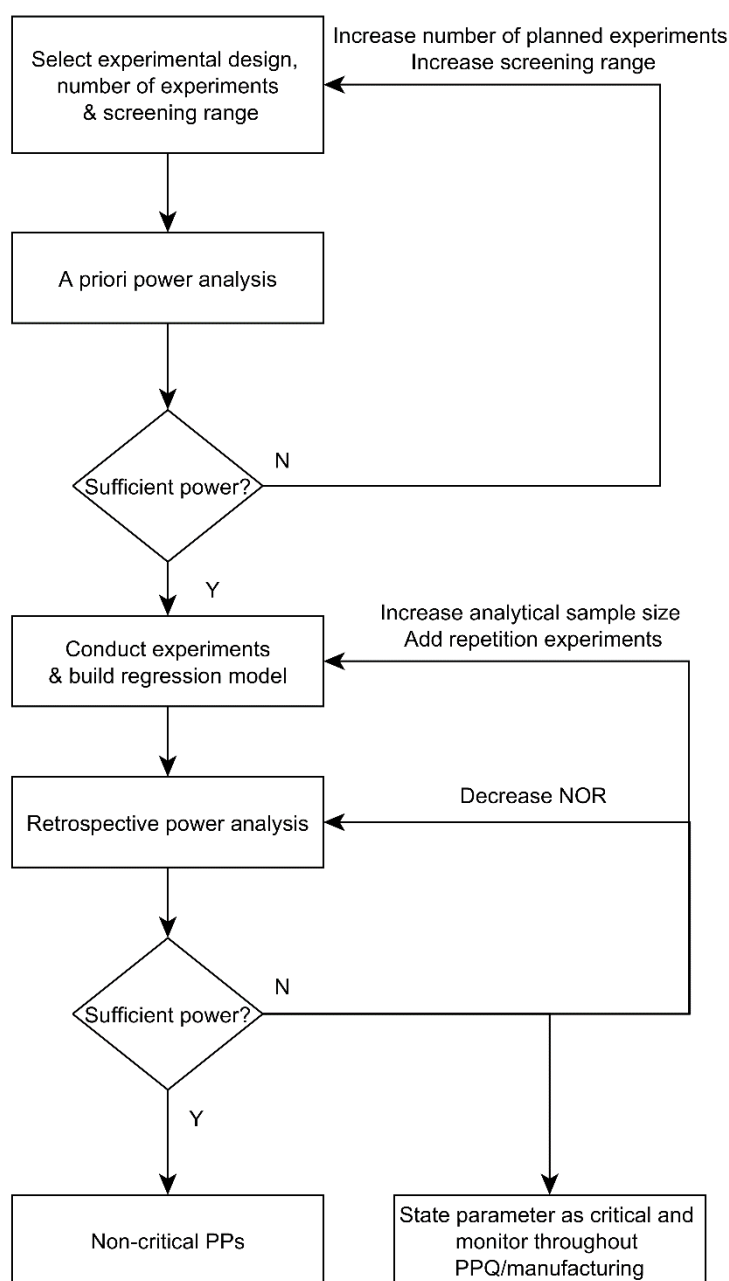 Increase number of planned experiments
Increase screening range
Select experimental design,
number of experiments
& screening range
A priori power analysis
Sufficient power?
N
Y
Increase analytical sample size
Add repetition experiments
Conduct experiments
& build regression model
Decrease NOR
Retrospective power analysis
Sufficient power?
N
Y
Non-critical PPs
State parameter as critical and
monitor throughout
PPQ/manufacturing